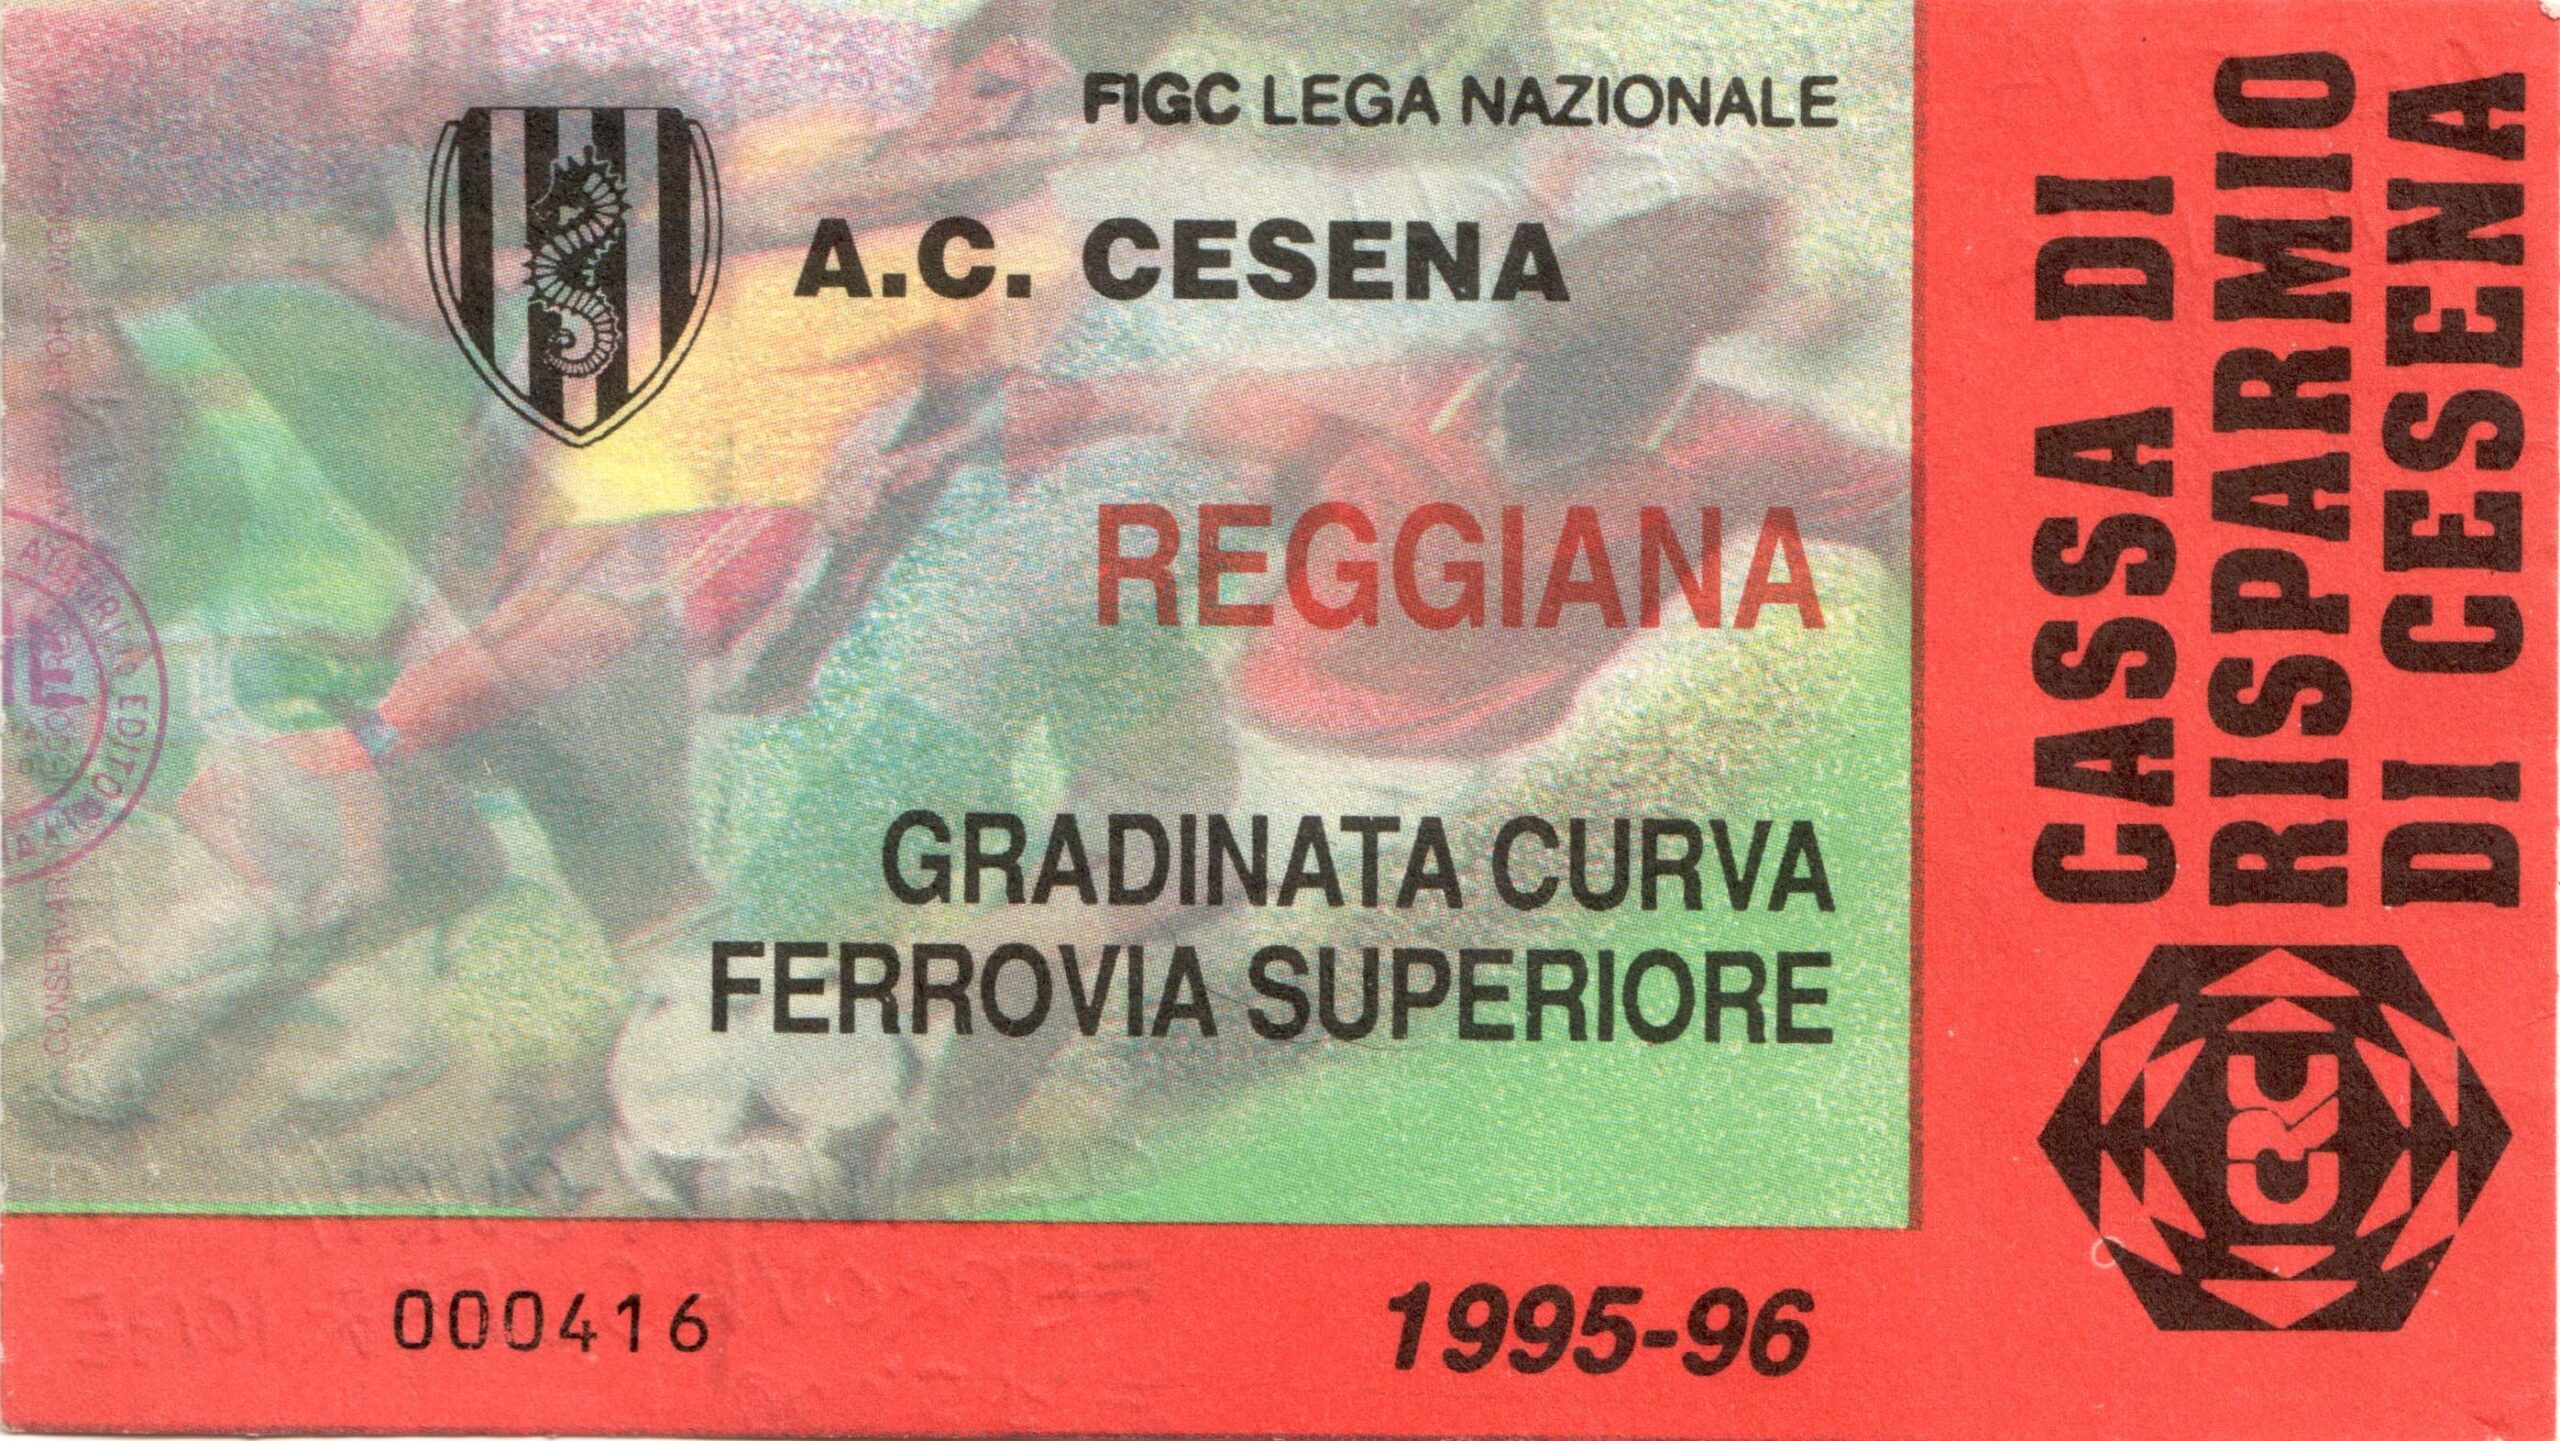 FIGC LEGA NAZIONALE
A.C. CESENA
REGGIANA
GRADINATA CURVA
FERROVIA SUPERIORE
000416
1995-96
CASSA DI
RISPARMIO
DI CESENA